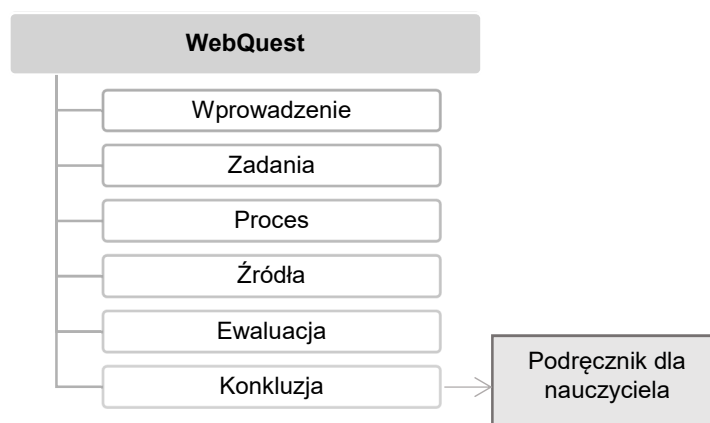 WebQuest
Wprowadzenie
Zadania
Proces
Źródła
Ewaluacja
Konkluzja
Podręcznik dla
nauczyciela